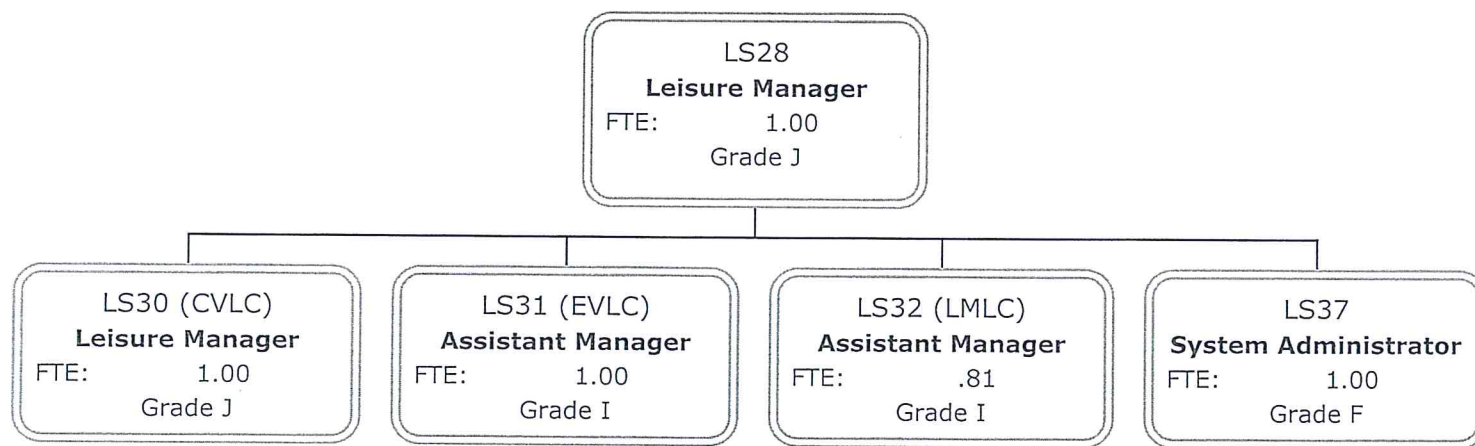 LS28
Leisure Manager
FTE: 1.00
Grade J
LS30 (CVLC)
Leisure Manager
FTE: 1.00
Grade J
LS31 (EVLC)
Assistant Manager
FTE: 1.00
Grade I
LS32 (LMLC)
Assistant Manager
FTE: .81
Grade I
LS37
System Administrator
FTE: 1.00
Grade F